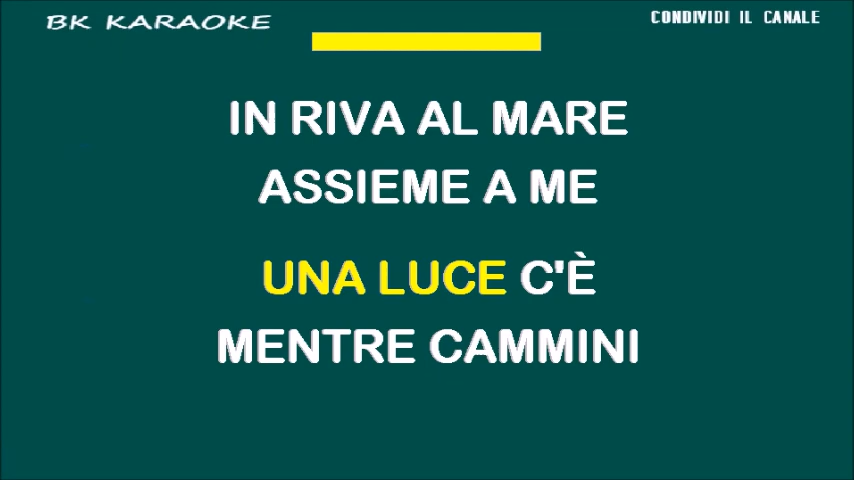 BK KARAOKE
CONDIVIDI IL CANALE
IN RIVA AL MARE
ASSIEME A ME
UNA LUCE C'È
MENTRE CAMMINI